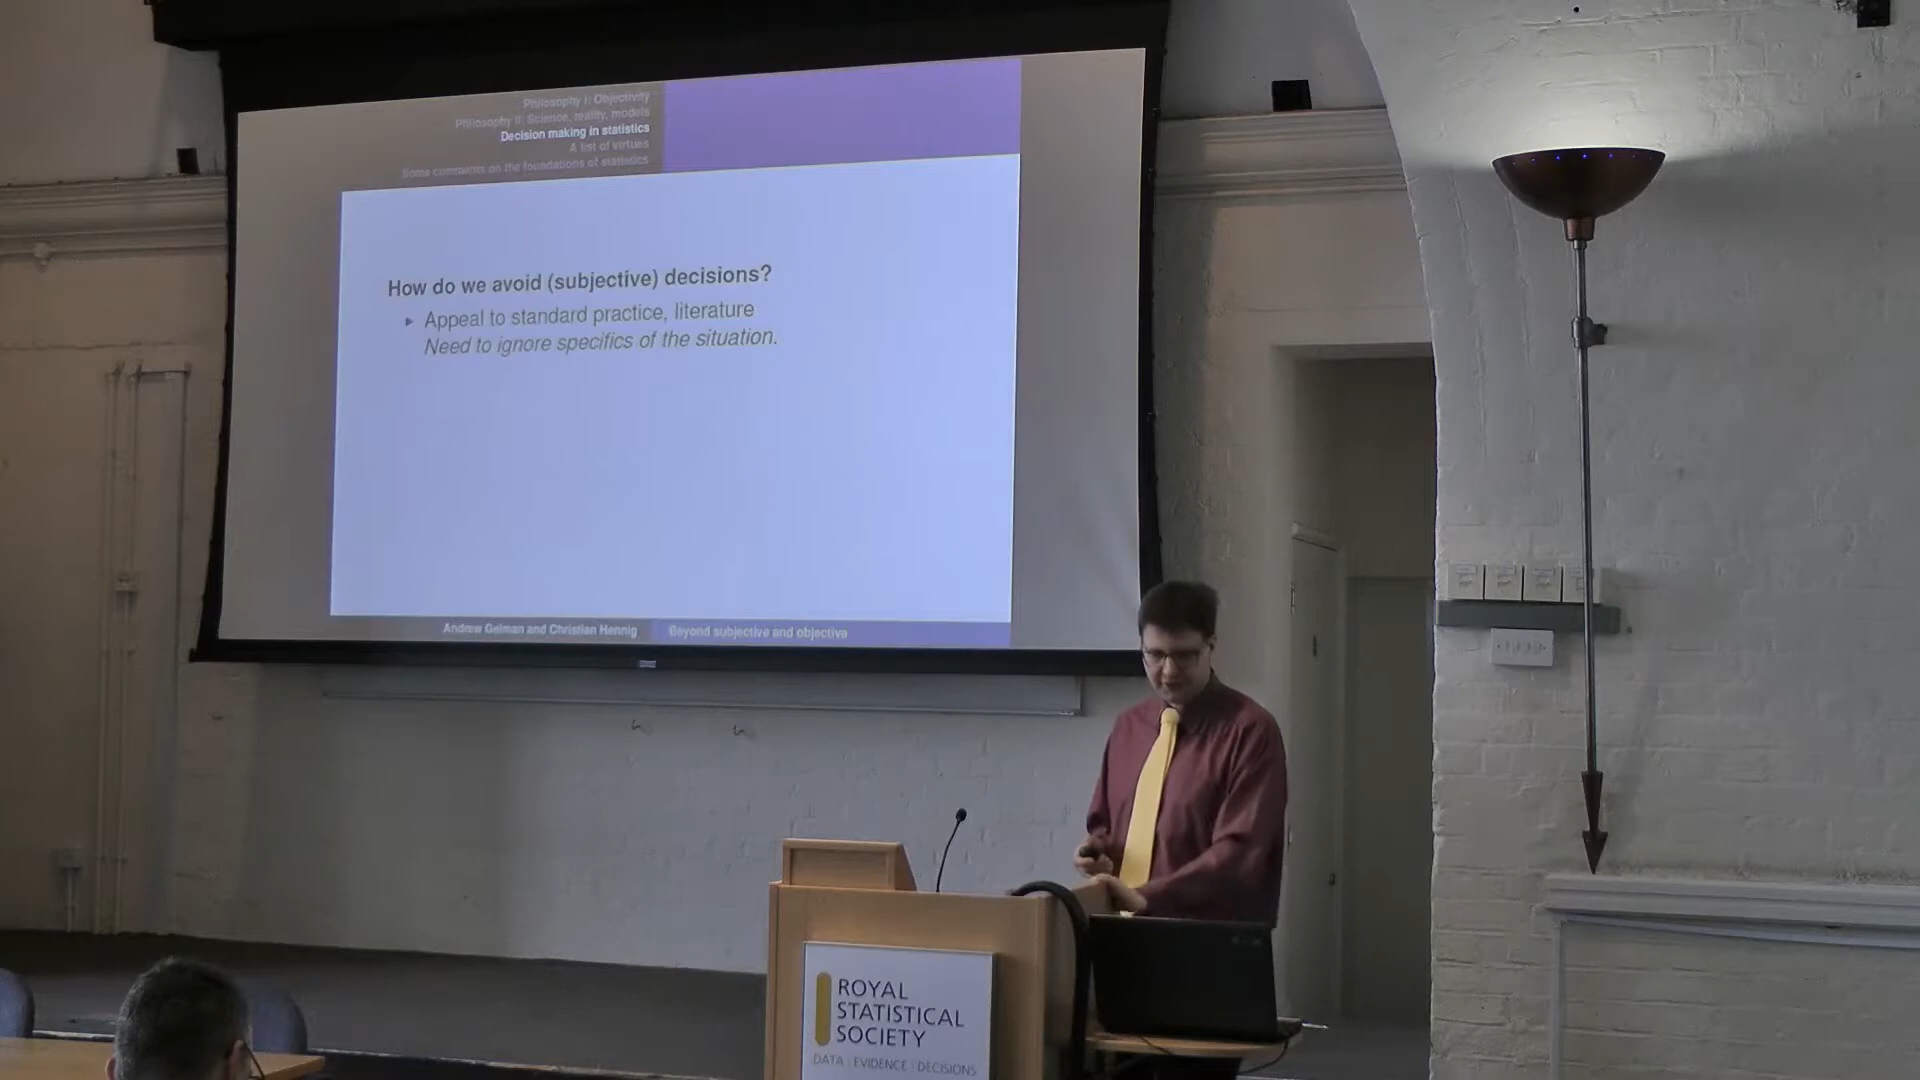 Philosophy I: Objectivity
Philosophy II: Science, reality, models
Decision making in statistics
A list of virtues
Some comments on the foundations of statistics
How do we avoid (subjective) decisions?
Appeal to standard practice, literature
Need to ignore specifics of the situation.
Andrew Gelman and Christian Hennig
Beyond subjective and objective
ROYAL
STATISTICAL
SOCIETY
DATA | EVIDENCE | DECISIONS